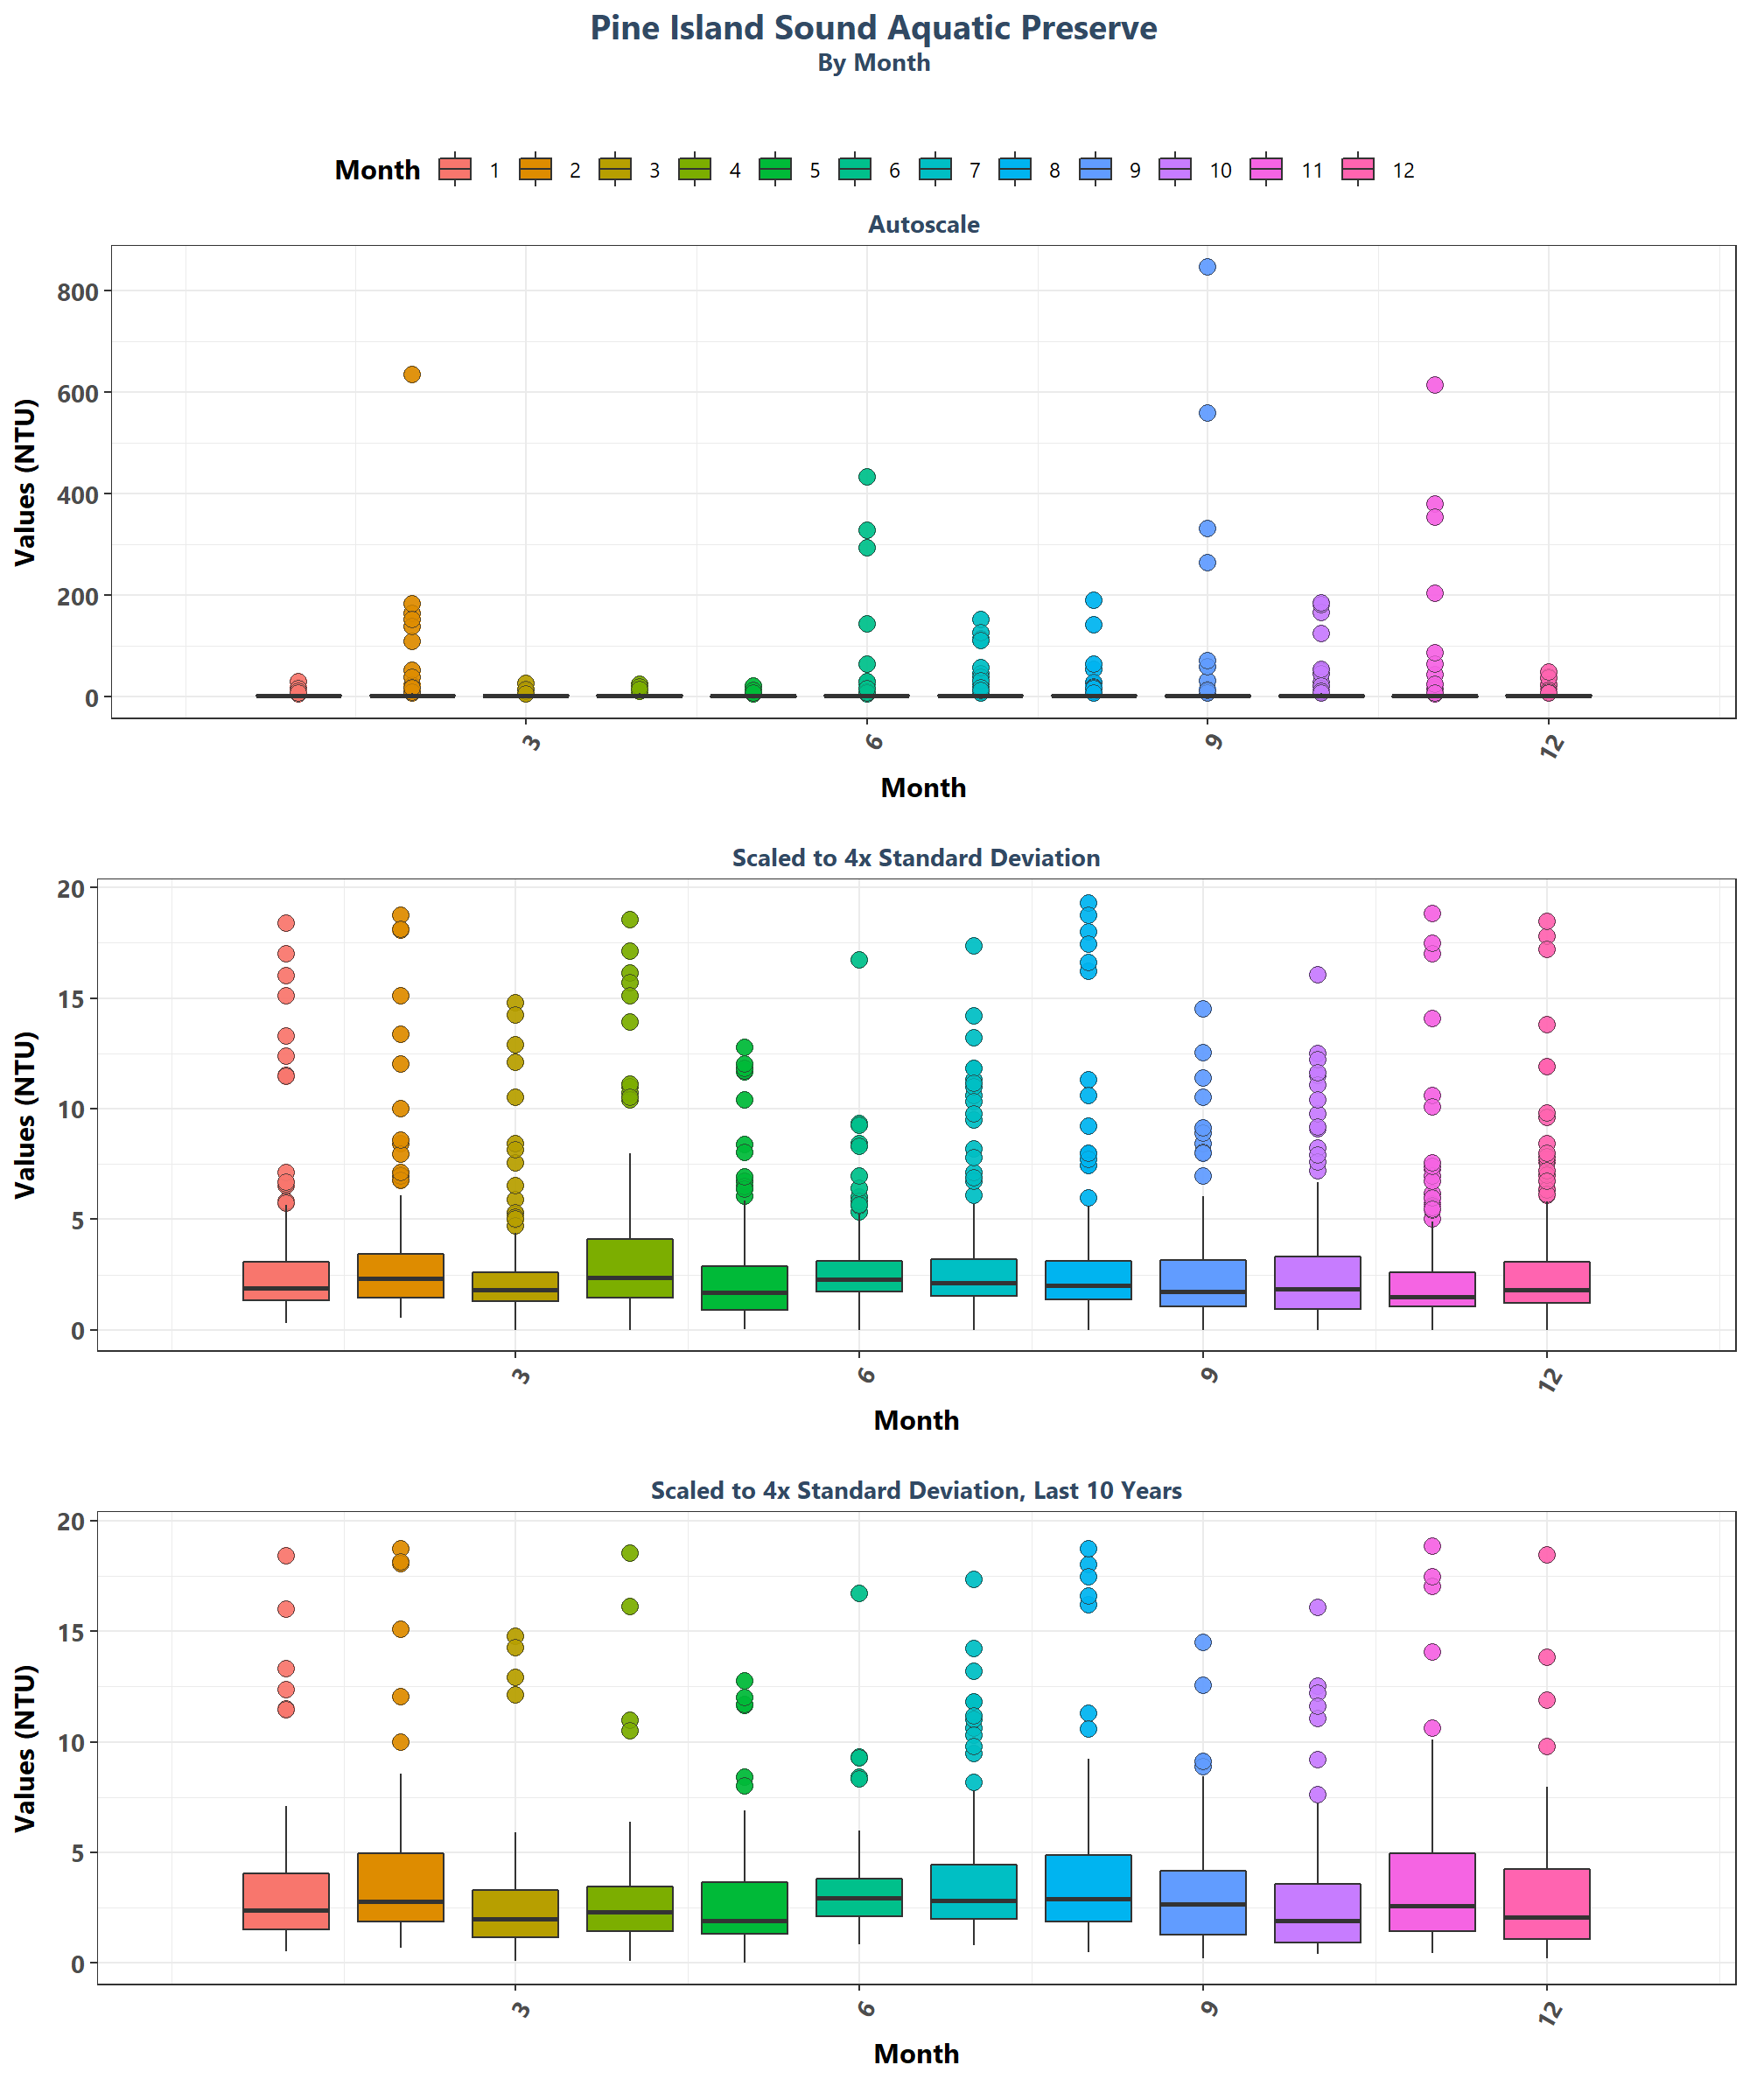 Pine Island Sound Aquatic Preserve
By Month
Month 1 2 3 4 5 6 7 8 9 10 11 12
Autoscale
Values (NTU)
800
600
400
200
0
3 6 9 12
Month
Scaled to 4x Standard Deviation
Values (NTU)
20
15
10
5
0
3 6 9 12
Month
Scaled to 4x Standard Deviation, Last 10 Years
Values (NTU)
20
15
10
5
0
3 6 9 12
Month